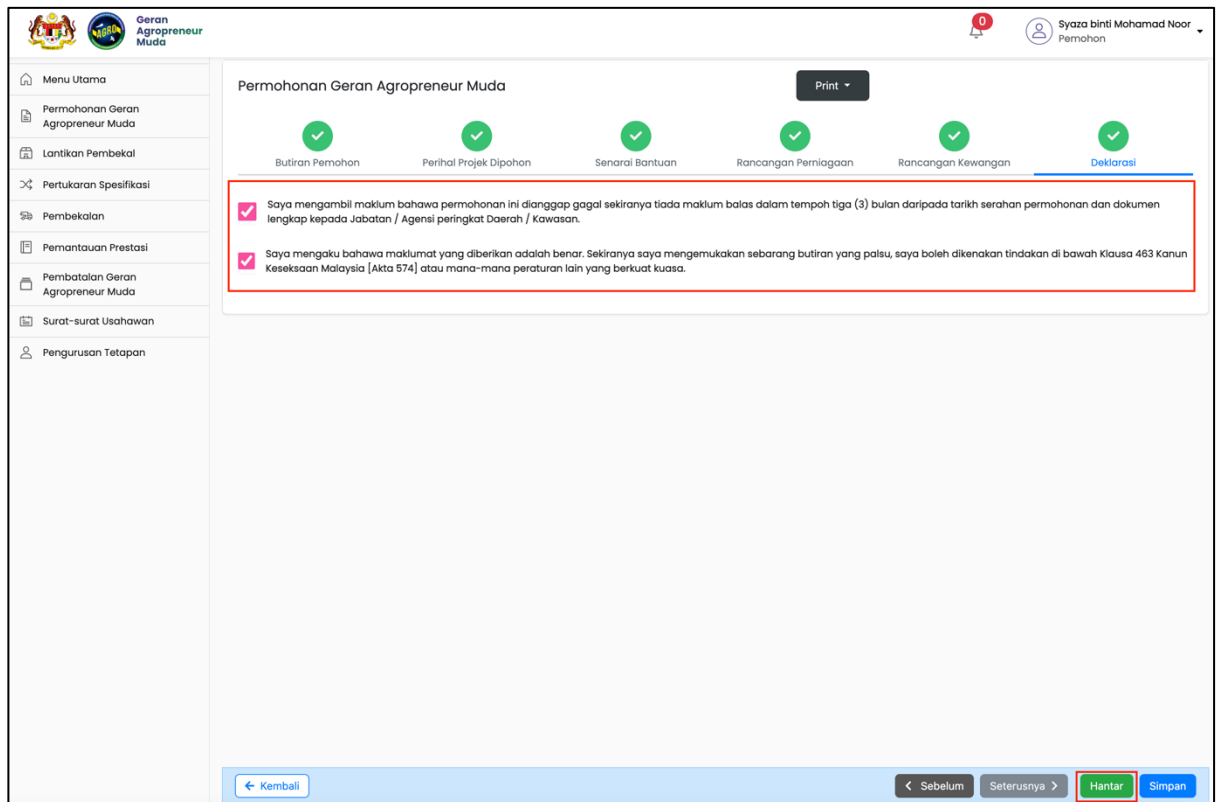 Geran
Agropreneur
Muda
AGRO
0
Syaza binti Mohamad Noor
Pemohon
Menu Utama
Permohonan Geran
Agropreneur Muda
Lantikan Pembekal
Pertukaran Spesifikasi
Pembekalan
Pemantauan Prestasi
Pembatalan Geran
Agropreneur Muda
Surat-surat Usahawan
Pengurusan Tetapan
Permohonan Geran Agropreneur Muda
Print
Butiran Pemohon
Perihal Projek Dipohon
Senarai Bantuan
Rancangan Perniagaan
Rancangan Kewangan
Deklarasi
Saya mengambil maklum bahawa permohonan ini dianggap gagal sekiranya tiada maklum balas dalam tempoh tiga (3) bulan daripada tarikh serahan permohonan dan dokumen
lengkap kepada Jabatan / Agensi peringkat Daerah / Kawasan.
Saya mengaku bahawa maklumat yang diberikan adalah benar. Sekiranya saya mengemukakan sebarang butiran yang palsu, saya boleh dikenakan tindakan di bawah Klausa 463 Kanun
Keseksaan Malaysia [Akta 574] atau mana-mana peraturan lain yang berkuat kuasa.
Kembali
Sebelum
Seterusnya
Hantar
Simpan